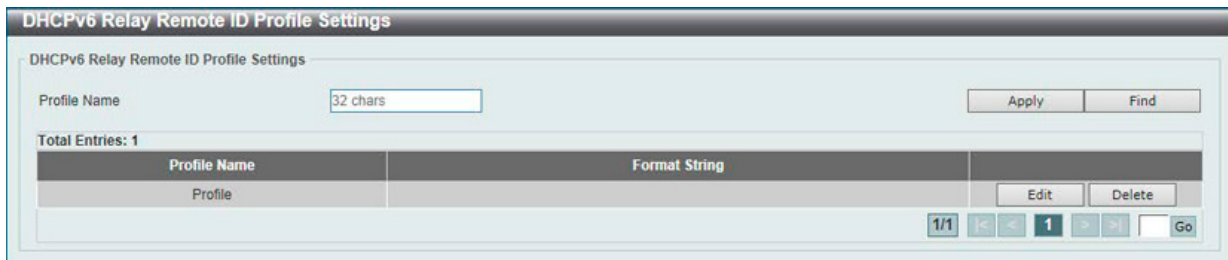 DHCPv6 Relay Remote ID Profile Settings
DHCPv6 Relay Remote ID Profile Settings
Profile Name 32 chars Apply Find
Total Entries: 1
Profile Name Format String
Profile Edit Delete
1/1 |< < 1 > >| Go